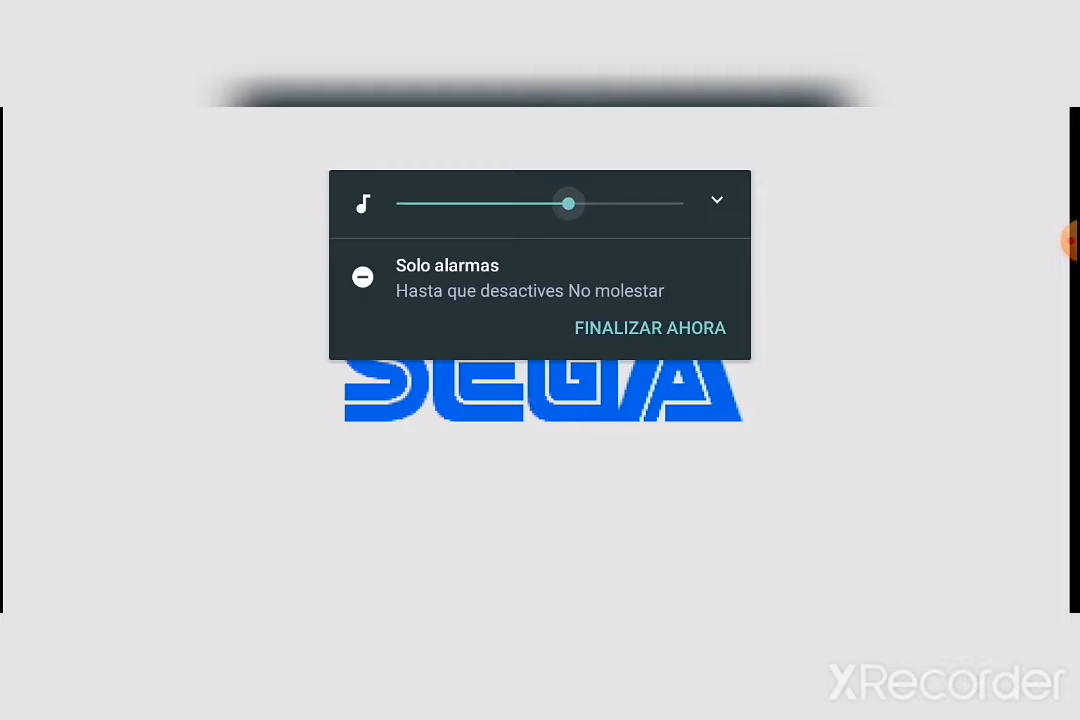 Solo alarmas
Hasta que desactives No molestar
FINALIZAR AHORA
SEGA
XRecorder